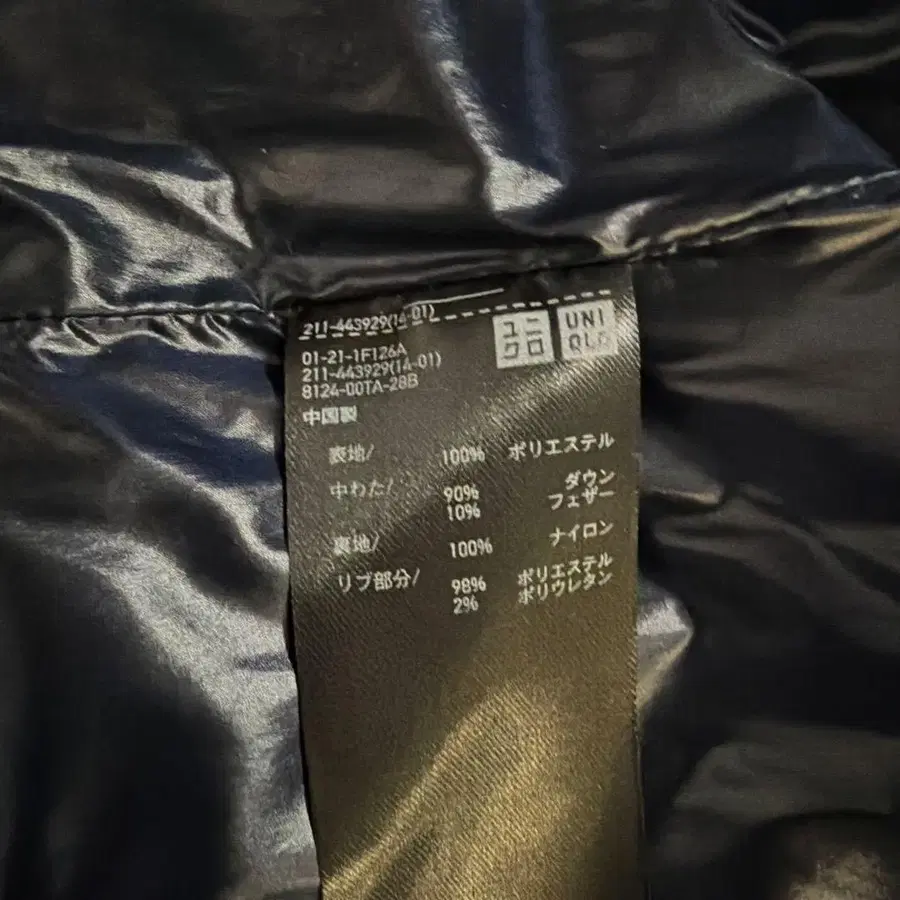 211-443929(14-01)
ユニ
クロ
UNI
QLO
01-21-1F126A
211-443929(14-01)
8124-00TA-28B
中国製
表地/ 100% ポリエステル
中わた/ 90% ダウン
10% フェザー
裏地/ 100% ナイロン
リブ部分/ 98% ポリエステル
2% ポリウレタン